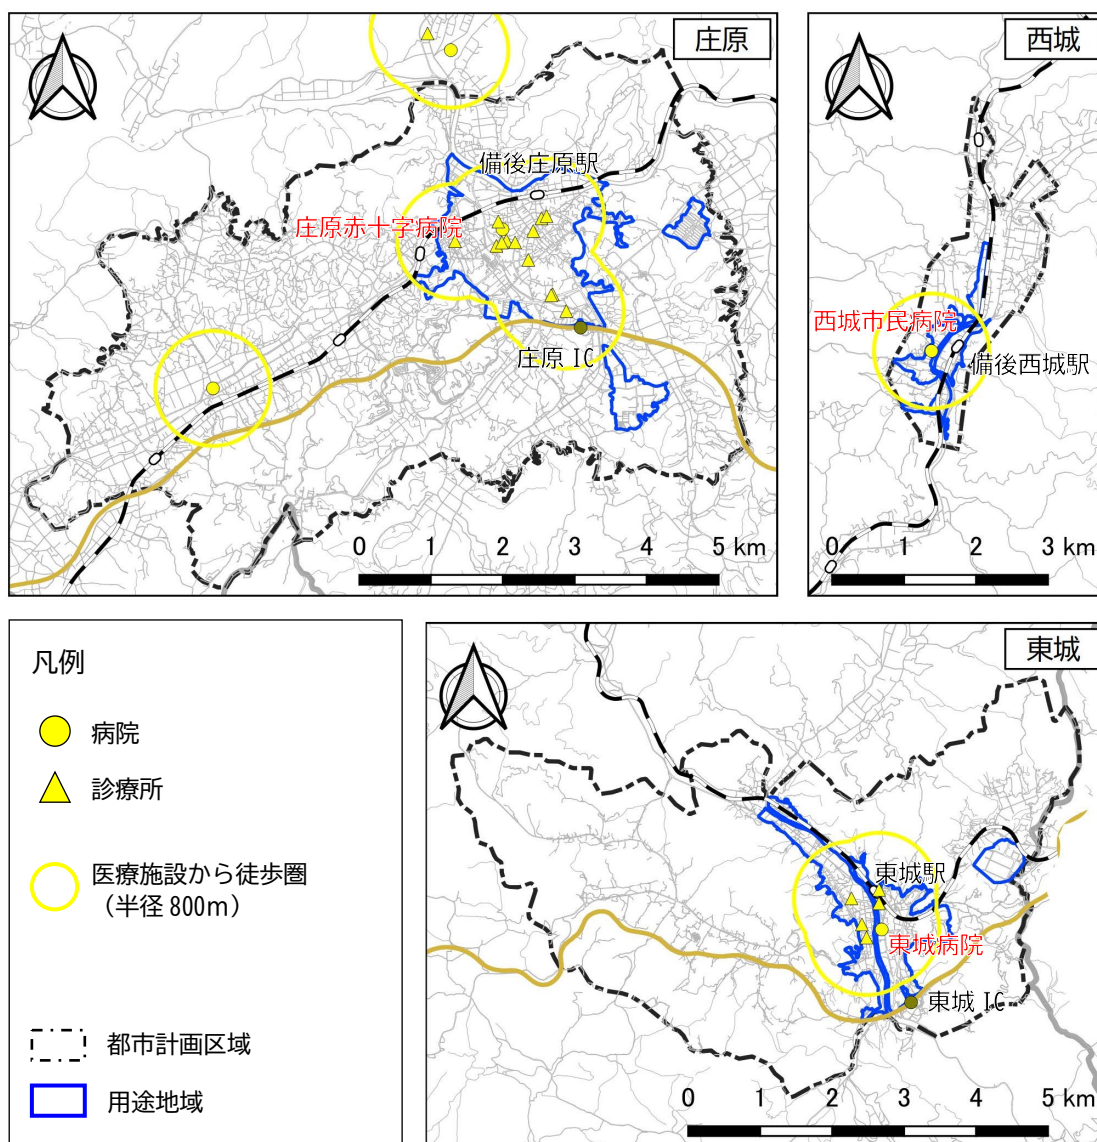 庄原
備後庄原駅
庄原赤十字病院
庄原 IC
0 1 2 3 4 5 km
西城
西城市民病院
備後西城駅
0 1 2 3 km
凡例
病院
診療所
医療施設から徒歩圏
（半径 800m）
都市計画区域
用途地域
東城
東城駅
東城病院
東城 IC
0 1 2 3 4 5 km